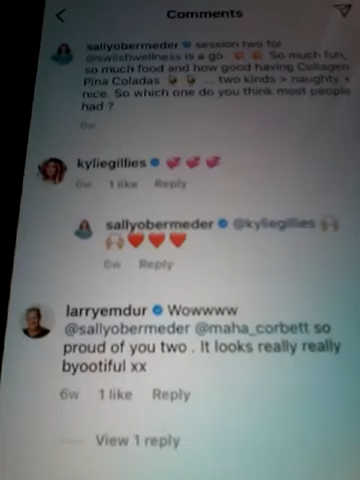 Comments
sallyobermeder session two for
@swiishwellness is a go. So much fun,
so much food and how good having Collagen
Pina Coladas ... two kinds > naughty +
nice. So which one do you think most people
had ?
6w
kyliegillies
6w 1 like Reply
sallyobermeder @kyliegillies
6w Reply
larryemdur Wowwww
@sallyobermeder @maha_corbett so
proud of you two . It looks really really
byootiful xx
6w 1 like Reply
View 1 reply